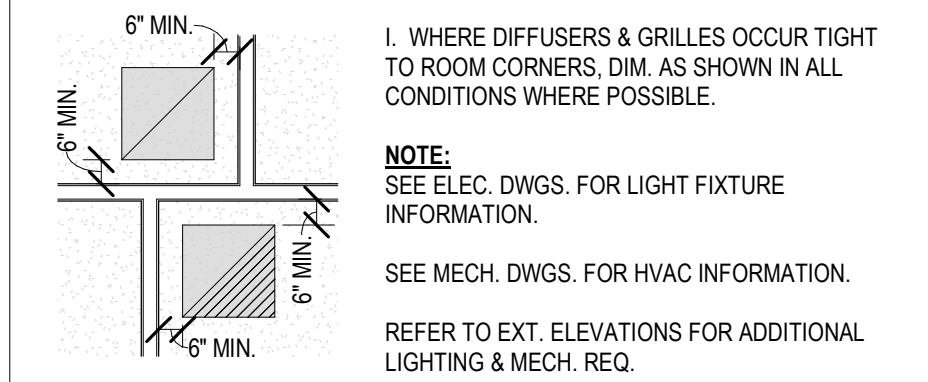 6" MIN.
6" MIN.
6" MIN.
6" MIN.
I. WHERE DIFFUSERS & GRILLES OCCUR TIGHT
TO ROOM CORNERS, DIM. AS SHOWN IN ALL
CONDITIONS WHERE POSSIBLE.
NOTE:
SEE ELEC. DWGS. FOR LIGHT FIXTURE
INFORMATION.
SEE MECH. DWGS. FOR HVAC INFORMATION.
REFER TO EXT. ELEVATIONS FOR ADDITIONAL
LIGHTING & MECH. REQ.